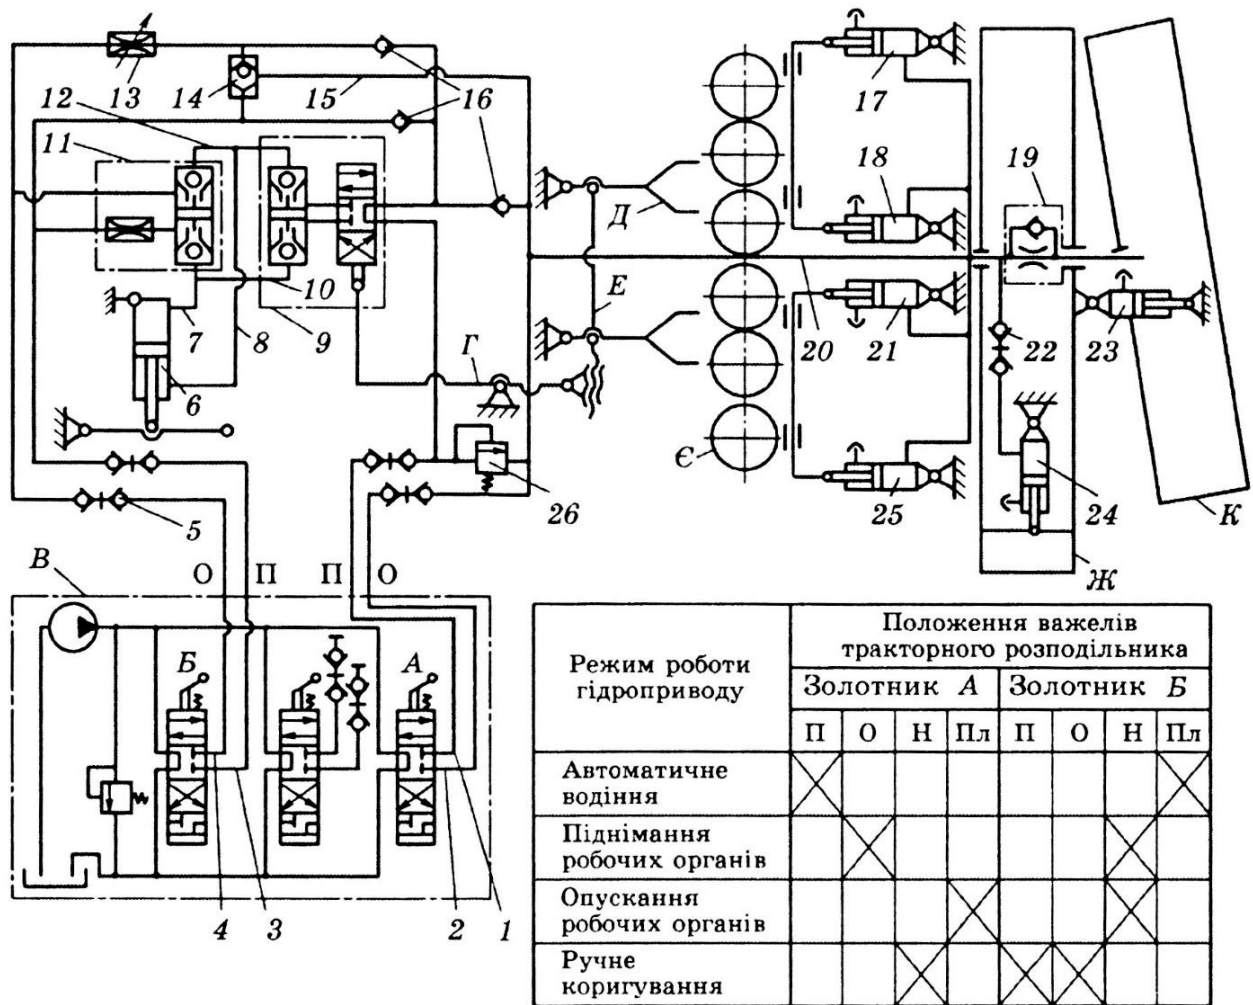 12
13
14
15
16
17
18
19
11
Д
Е
10
Г
20
21
22
23
7
8
9
6
Є
25
24
К
5
26
Ж
В
О
П
П
О
Б
А
4
3
2
1
Режим роботи
гідроприводу
Положення важелів
тракторного розподільника
Золотник А
Золотник Б
П О Н Пл П О Н Пл
Автоматичне
водіння
Піднімання
робочих органів
Опускання
робочих органів
Ручне
коригування